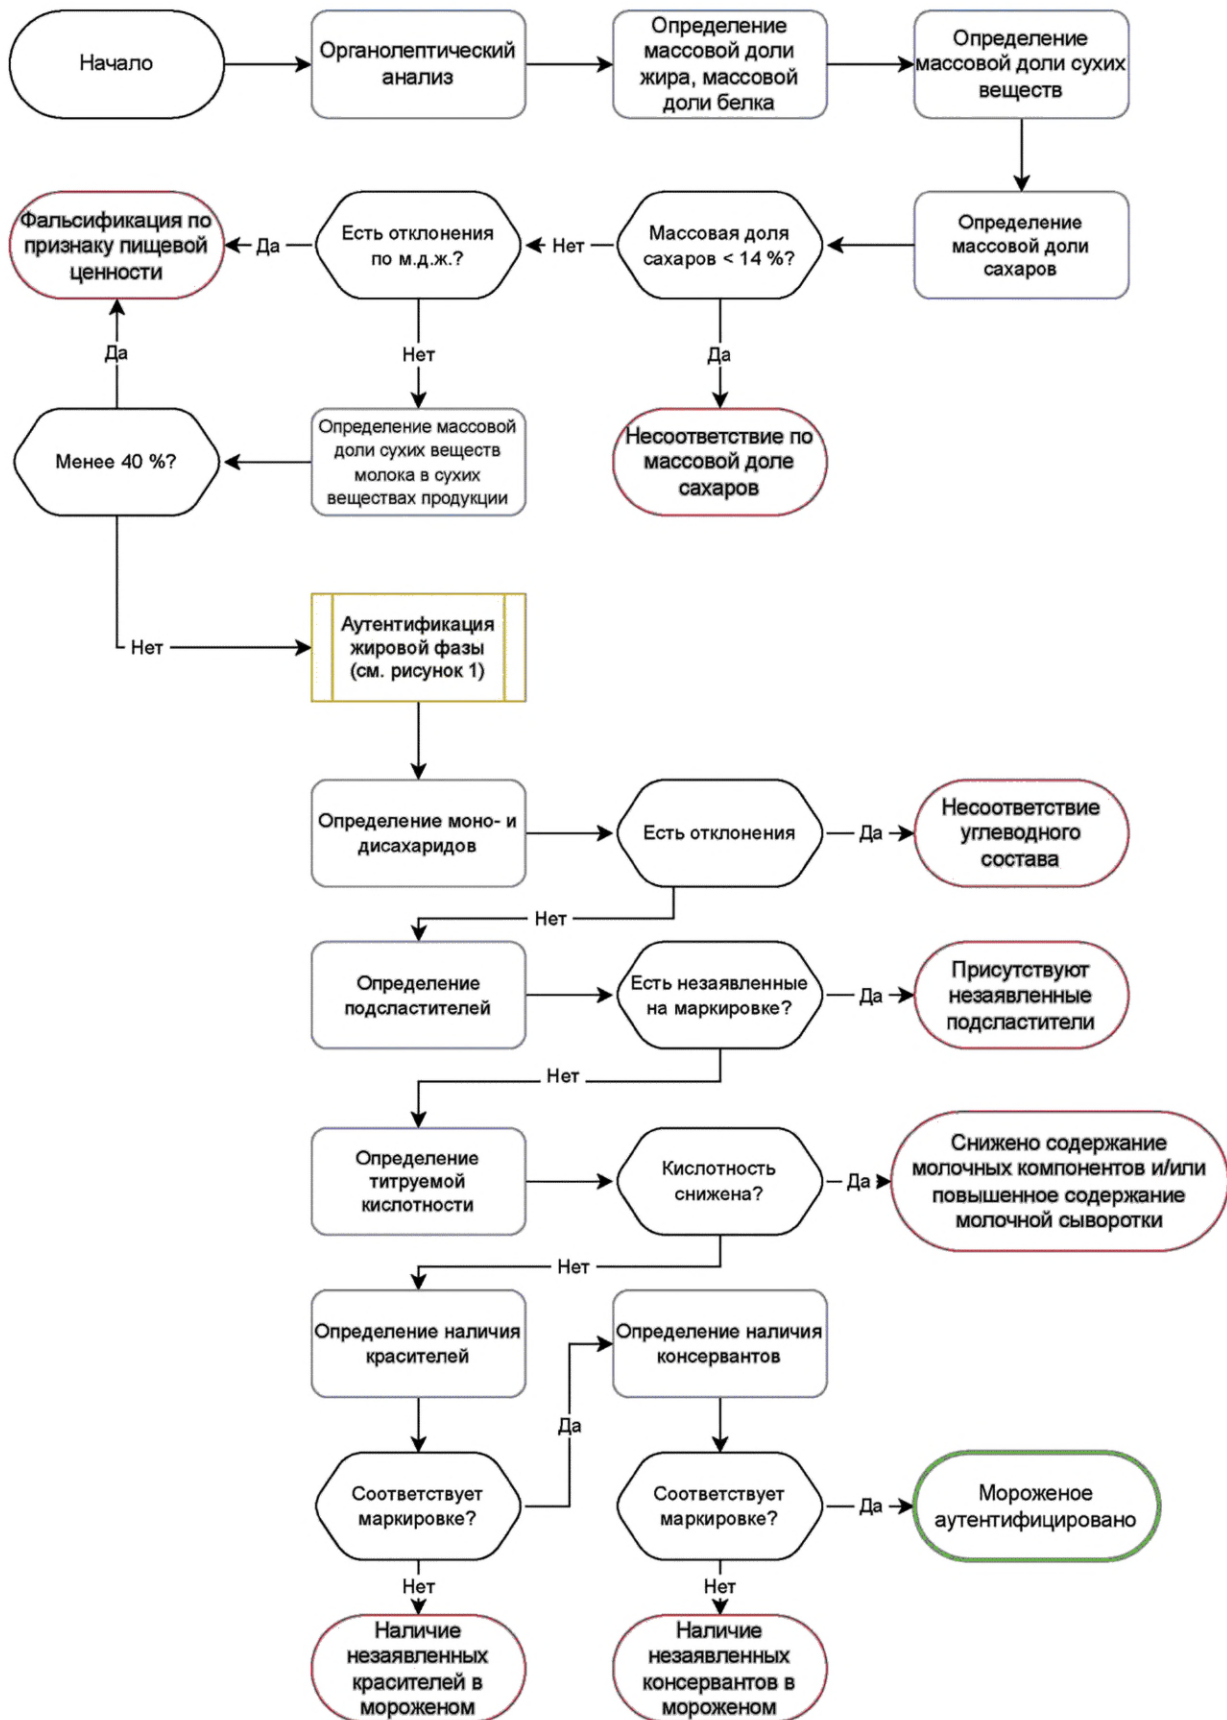 Начало
Органолептический
анализ
Определение
массовой доли
жира, массовой
доли белка
Определение
массовой доли сухих
веществ
Фальсификация по
признаку пищевой
ценности
Да
Есть отклонения
по м.д.ж.?
Нет
Массовая доля
сахаров < 14 %?
Определение
массовой доли
сахаров
Да
Нет
Да
Менее 40 %?
Определение массовой
доли сухих веществ
молока в сухих
веществах продукции
Несоответствие по
массовой доле
сахаров
Нет
Аутентификация
жировой фазы
(см. рисунок 1)
Определение моно- и
дисахаридов
Есть отклонения
Да
Несоответствие
углеводного
состава
Нет
Определение
подсластителей
Есть незаявленные
на маркировке?
Да
Присутствуют
незаявленные
подсластители
Нет
Определение
титруемой
кислотности
Кислотность
снижена?
Да
Снижено содержание
молочных компонентов и/или
повышенное содержание
молочной сыворотки
Нет
Определение наличия
красителей
Определение наличия
консервантов
Да
Соответствует
маркировке?
Соответствует
маркировке?
Да
Мороженое
аутентифицировано
Нет
Нет
Наличие
незаявленных
красителей в
мороженом
Наличие
незаявленных
консервантов в
мороженом